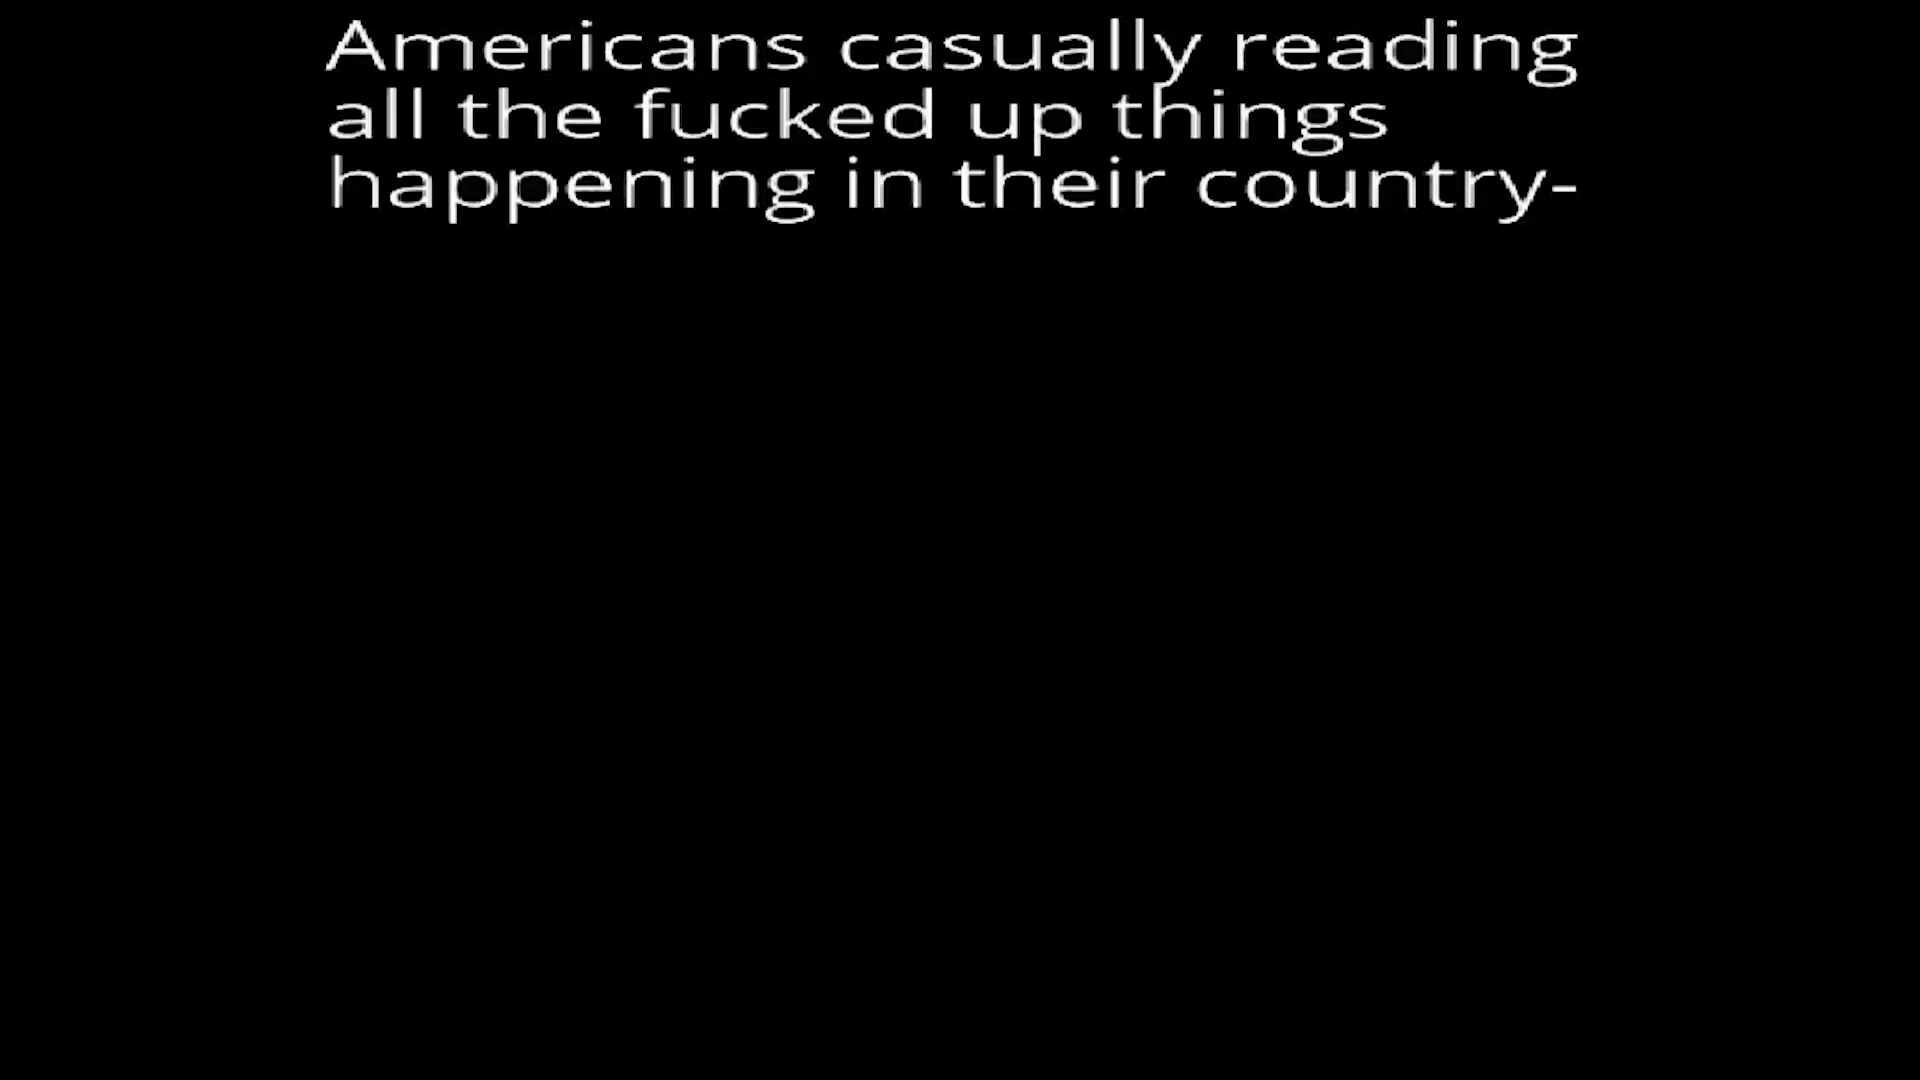 Americans casually reading
all the fucked up things
happening in their country-